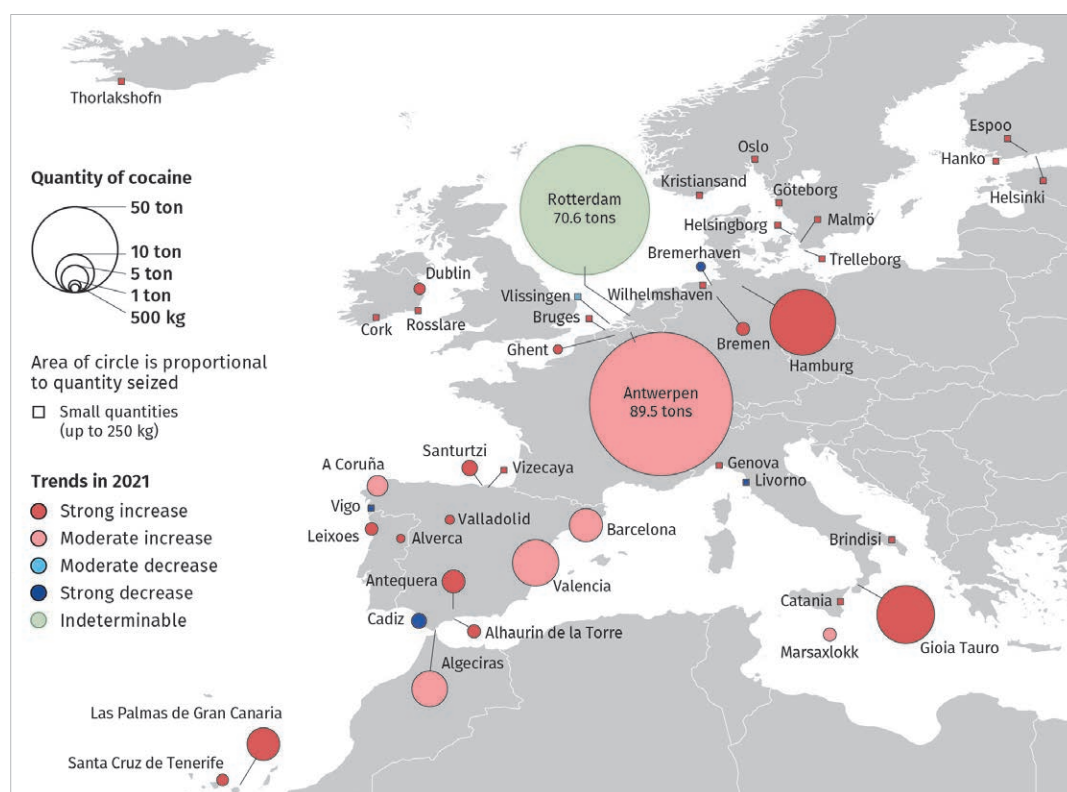 Thorlakshofn
Quantity of cocaine
50 ton
10 ton
5 ton
1 ton
500 kg
Area of circle is proportional
to quantity seized
Small quantities
(up to 250 kg)
Trends in 2021
Strong increase
Moderate increase
Moderate decrease
Strong decrease
Indeterminable
Espoo
Oslo
Hanko
Kristiansand
Göteborg
Helsinki
Rotterdam
70.6 tons
Helsingborg
Malmö
Bremerhaven
Trelleborg
Dublin
Vlissingen
Wilhelmshaven
Bruges
Cork
Rosslare
Ghent
Bremen
Hamburg
Antwerpen
89.5 tons
Santurtzi
A Coruña
Vizecaya
Genova
Livorno
Vigo
Valladolid
Leixoes
Alverca
Barcelona
Brindisi
Antequera
Valencia
Catania
Cadiz
Alhaurin de la Torre
Marsaxlokk
Gioia Tauro
Algeciras
Las Palmas de Gran Canaria
Santa Cruz de Tenerife